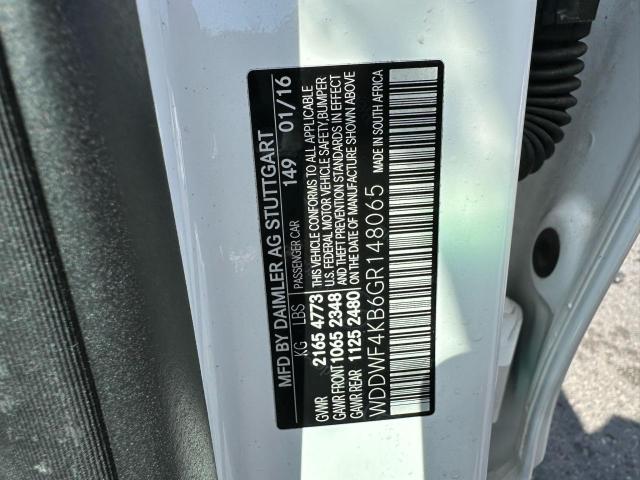 MFD BY DAIMLER AG STUTTGART
149 01/16
KG LBS PASSENGER CAR
GVWR 2165 4773
GAWR FRONT 1065 2348
GAWR REAR 1125 2480
THIS VEHICLE CONFORMS TO ALL APPLICABLE
U.S. FEDERAL MOTOR VEHICLE SAFETY, BUMPER
AND THEFT PREVENTION STANDARDS IN EFFECT
ON THE DATE OF MANUFACTURE SHOWN ABOVE
WDDWF4KB6GR148065
MADE IN SOUTH AFRICA